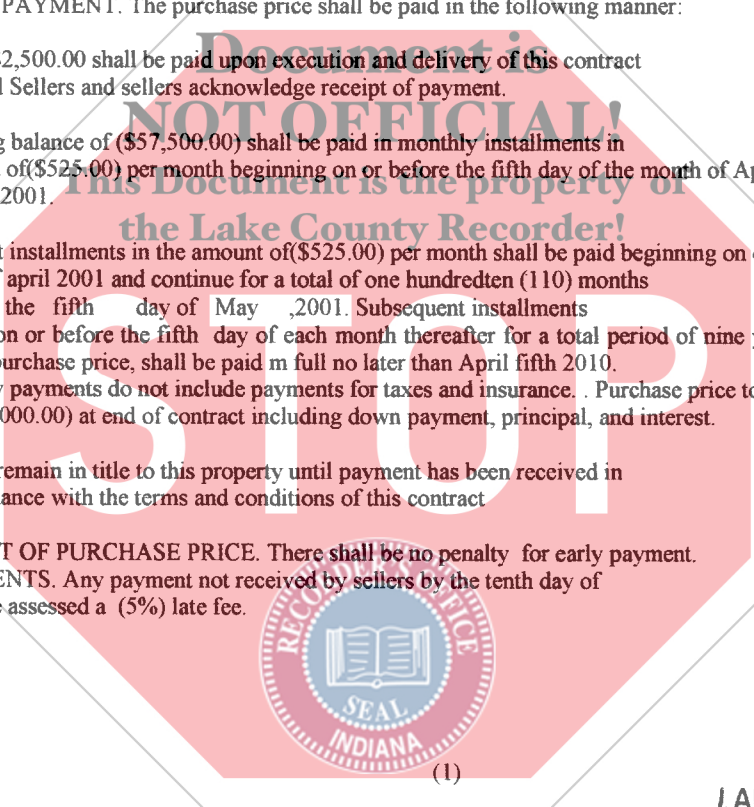 PAYMENT. The purchase price shall be paid in the following manner:
Document is
2,500.00 shall be paid upon execution and delivery of this contract
Sellers and sellers acknowledge receipt of payment.
NOT OFFICIAL!
balance of ($57,500.00) shall be paid in monthly installments in
of($525.00) per month beginning on or before the fifth day of the month of Ap
This Document is the property of
2001.
the Lake County Recorder!
installments in the amount of($525.00) per month shall be paid beginning on
april 2001 and continue for a total of one hundredten (110) months
the fifth day of May ,2001. Subsequent installments
on or before the fifth day of each month thereafter for a total period of nine
purchase price, shall be paid m full no later than April fifth 2010.
payments do not include payments for taxes and insurance. . Purchase price to
000.00) at end of contract including down payment, principal, and interest.
STOP
remain in title to this property until payment has been received in
ance with the terms and conditions of this contract
T OF PURCHASE PRICE. There shall be no penalty for early payment.
ENTS. Any payment not received by sellers by the tenth day of
assessed a (5%) late fee.
RECORDER'S OFFICE
SEAL
INDIANA
(1)
LA